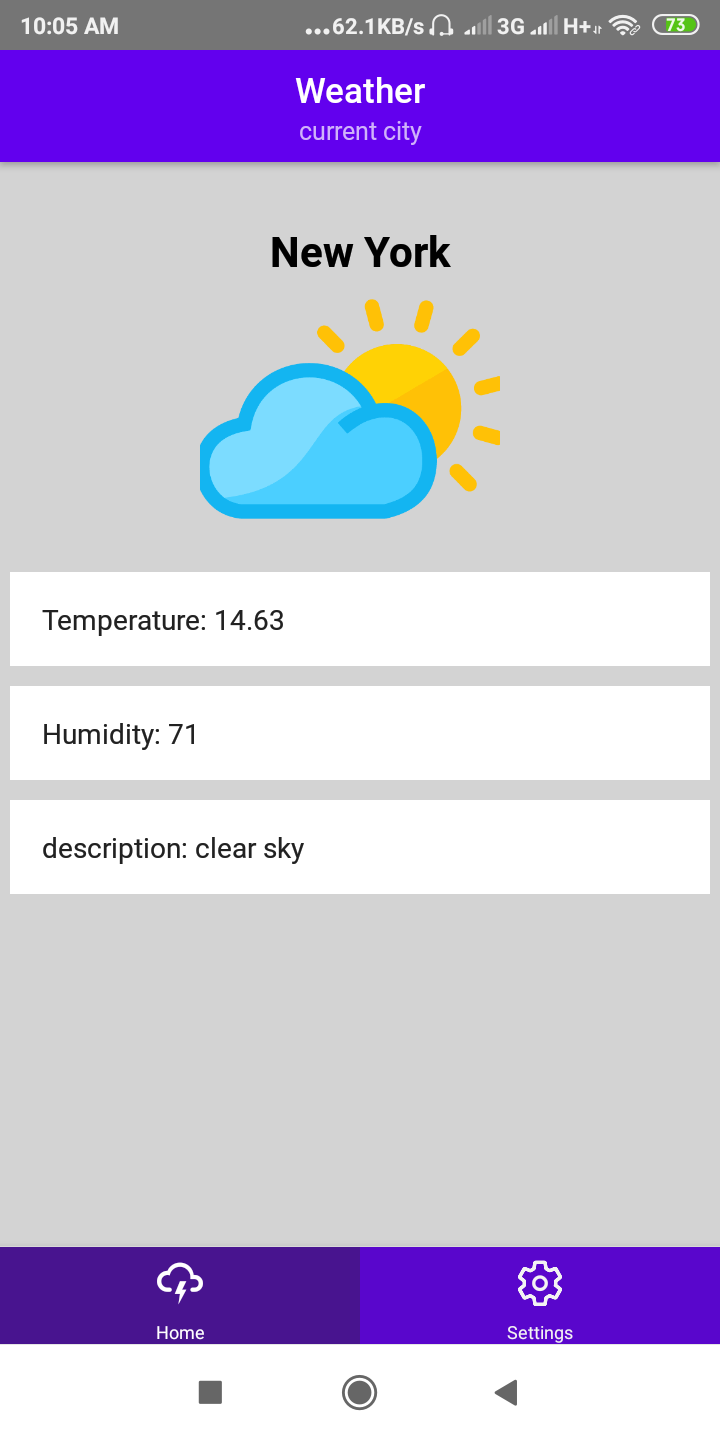 10:05 AM
...62.1KB/s 3G H+ 73
Weather
current city
New York
Temperature: 14.63
Humidity: 71
description: clear sky
Home
Settings